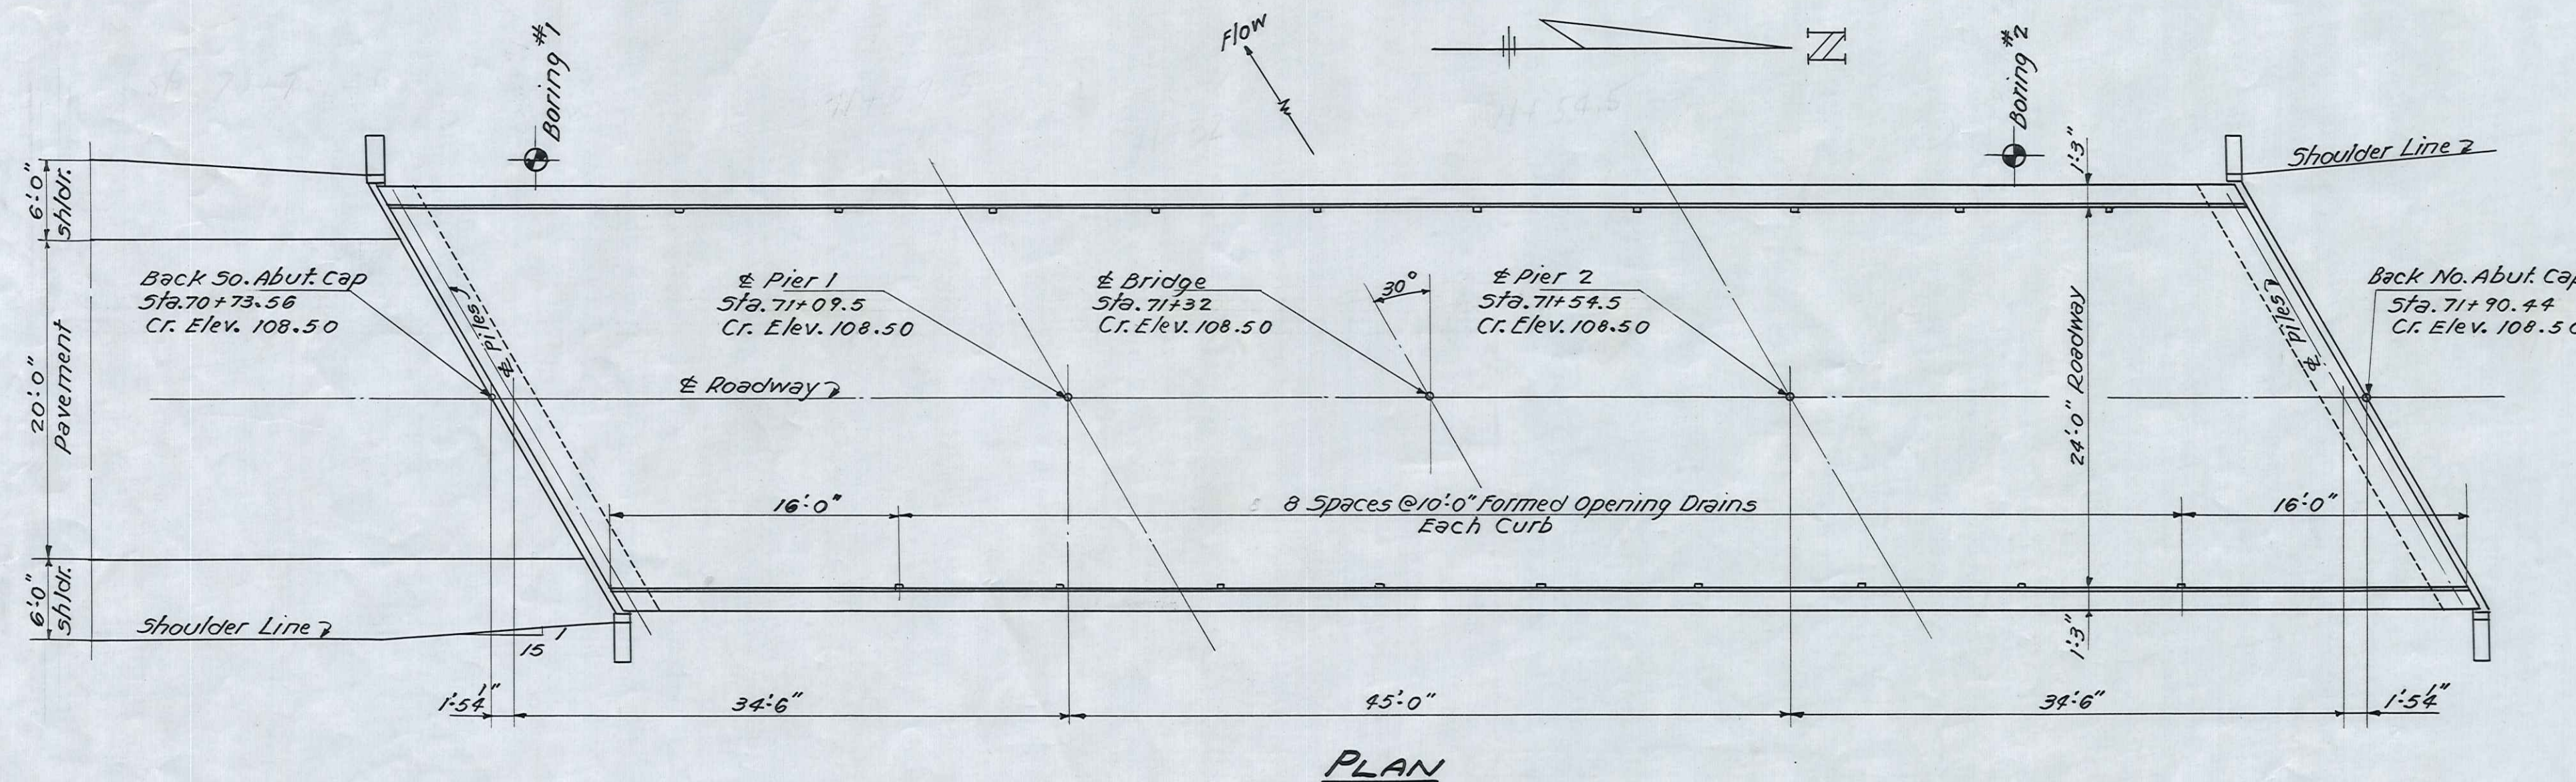 Flow
N
Boring #1
Boring #2
Shoulder Line
1'-3"
6'-0"
Shldr.
20'-0"
Pavement
6'-0"
Shldr.
Back So. Abut. Cap
Sta. 70+73.56
Cr. Elev. 108.50
℄ Piles
℄ Pier 1
Sta. 71+09.5
Cr. Elev. 108.50
℄ Bridge
Sta. 71+32
Cr. Elev. 108.50
30°
℄ Pier 2
Sta. 71+54.5
Cr. Elev. 108.50
24'-0" Roadway
℄ Piles
Back No. Abut. Cap
Sta. 71+90.44
Cr. Elev. 108.50
℄ Roadway
16'-0"
8 Spaces @ 10'-0" Formed Opening Drains
Each Curb
16'-0"
Shoulder Line
15
1
1'-3"
1'-5¼"
34'-6"
45'-0"
34'-6"
1'-5¼"
PLAN